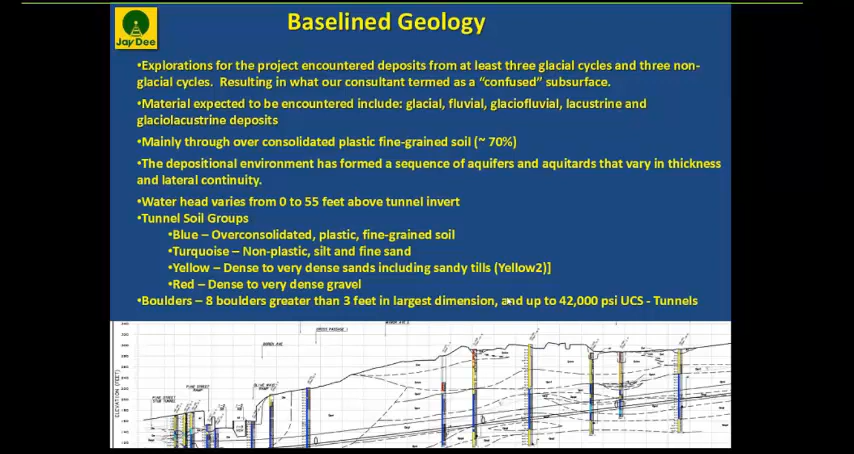 Baselined Geology
JayDee
•Explorations for the project encountered deposits from at least three glacial cycles and three non-
glacial cycles. Resulting in what our consultant termed as a “confused” subsurface.
•Material expected to be encountered include: glacial, fluvial, glaciofluvial, lacustrine and
glaciolacustrine deposits
•Mainly through over consolidated plastic fine-grained soil (~ 70%)
•The depositional environment has formed a sequence of aquifers and aquitards that vary in thickness
and lateral continuity.
•Water head varies from 0 to 55 feet above tunnel invert
•Tunnel Soil Groups
•Blue – Overconsolidated, plastic, fine-grained soil
•Turquoise – Non-plastic, silt and fine sand
•Yellow – Dense to very dense sands including sandy tills (Yellow2)]
•Red – Dense to very dense gravel
•Boulders – 8 boulders greater than 3 feet in largest dimension, and up to 42,000 psi UCS - Tunnels
ELEVATION (FEET)